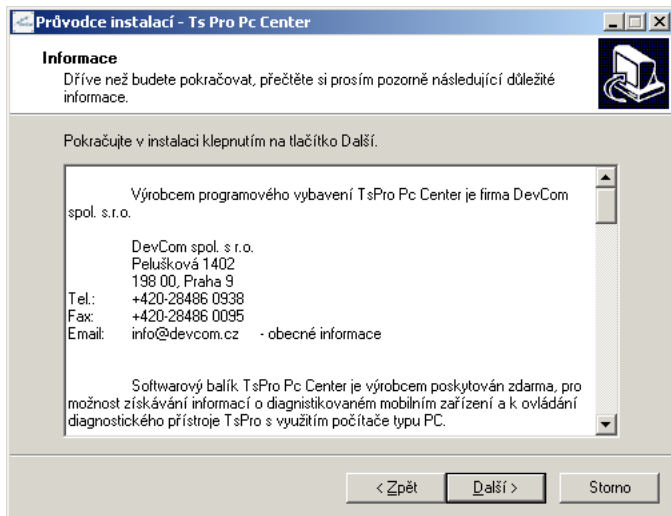 Průvodce instalací - Ts Pro Pc Center
Informace
Dříve než budete pokračovat, přečtěte si prosím pozorně následující důležité
informace.
Pokračujte v instalaci klepnutím na tlačítko Další.
Výrobcem programového vybavení TsPro Pc Center je firma DevCom
spol. s.r.o.
DevCom spol. s r.o.
Pelušková 1402
198 00, Praha 9
Tel.: +420-28486 0938
Fax: +420-28486 0095
Email: info@devcom.cz - obecné informace
Softwarový balík TsPro Pc Center je výrobcem poskytován zdarma, pro
možnost získávání informací o diagnistikovaném mobilním zařízení a k ovládání
diagnostického přístroje TsPro s využitím počítače typu PC.
< Zpět Další > Storno